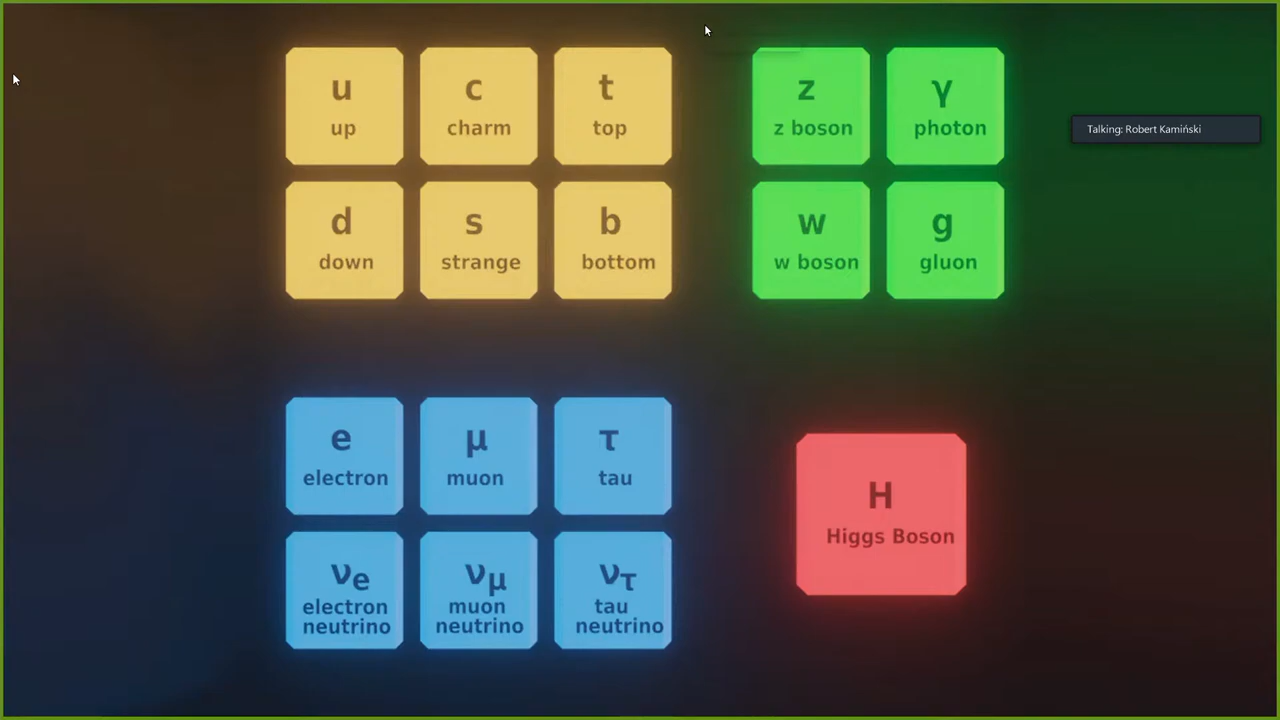 u
up
c
charm
t
top
d
down
s
strange
b
bottom
z
z boson
γ
photon
w
w boson
g
gluon
Talking: Robert Kamiński
e
electron
μ
muon
τ
tau
νe
electron
neutrino
νμ
muon
neutrino
ντ
tau
neutrino
H
Higgs Boson